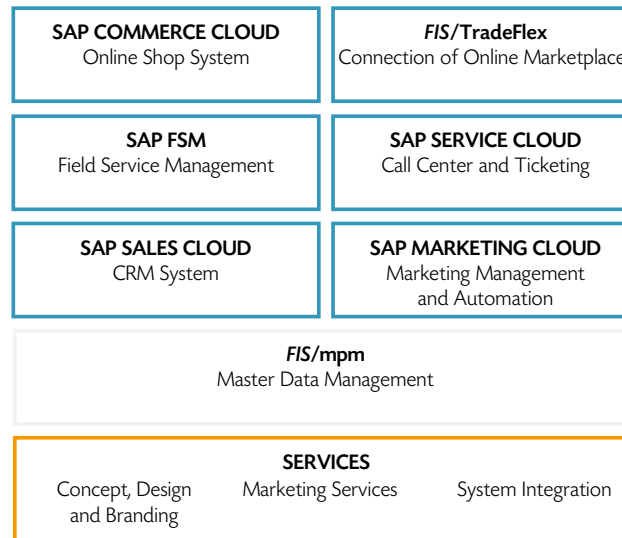 SAP COMMERCE CLOUD
Online Shop System
FIS/TradeFlex
Connection of Online Marketplace
SAP FSM
Field Service Management
SAP SERVICE CLOUD
Call Center and Ticketing
SAP SALES CLOUD
CRM System
SAP MARKETING CLOUD
Marketing Management
and Automation
FIS/mpm
Master Data Management
SERVICES
Concept, Design
and Branding
Marketing Services
System Integration